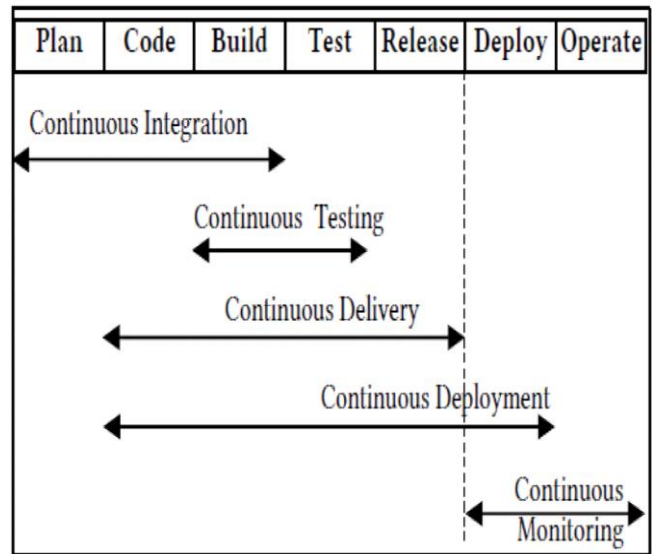 Plan Code Build Test Release Deploy Operate
Continuous Integration
Continuous Testing
Continuous Delivery
Continuous Deployment
Continuous
Monitoring